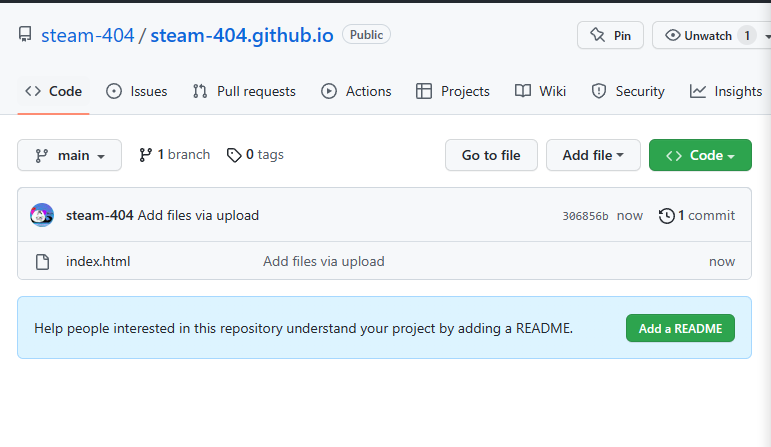 steam-404 / steam-404.github.io Public Pin Unwatch 1
Code Issues Pull requests Actions Projects Wiki Security Insights
main 1 branch 0 tags Go to file Add file Code
steam-404 Add files via upload 306856b now 1 commit
index.html Add files via upload now
Help people interested in this repository understand your project by adding a README. Add a README